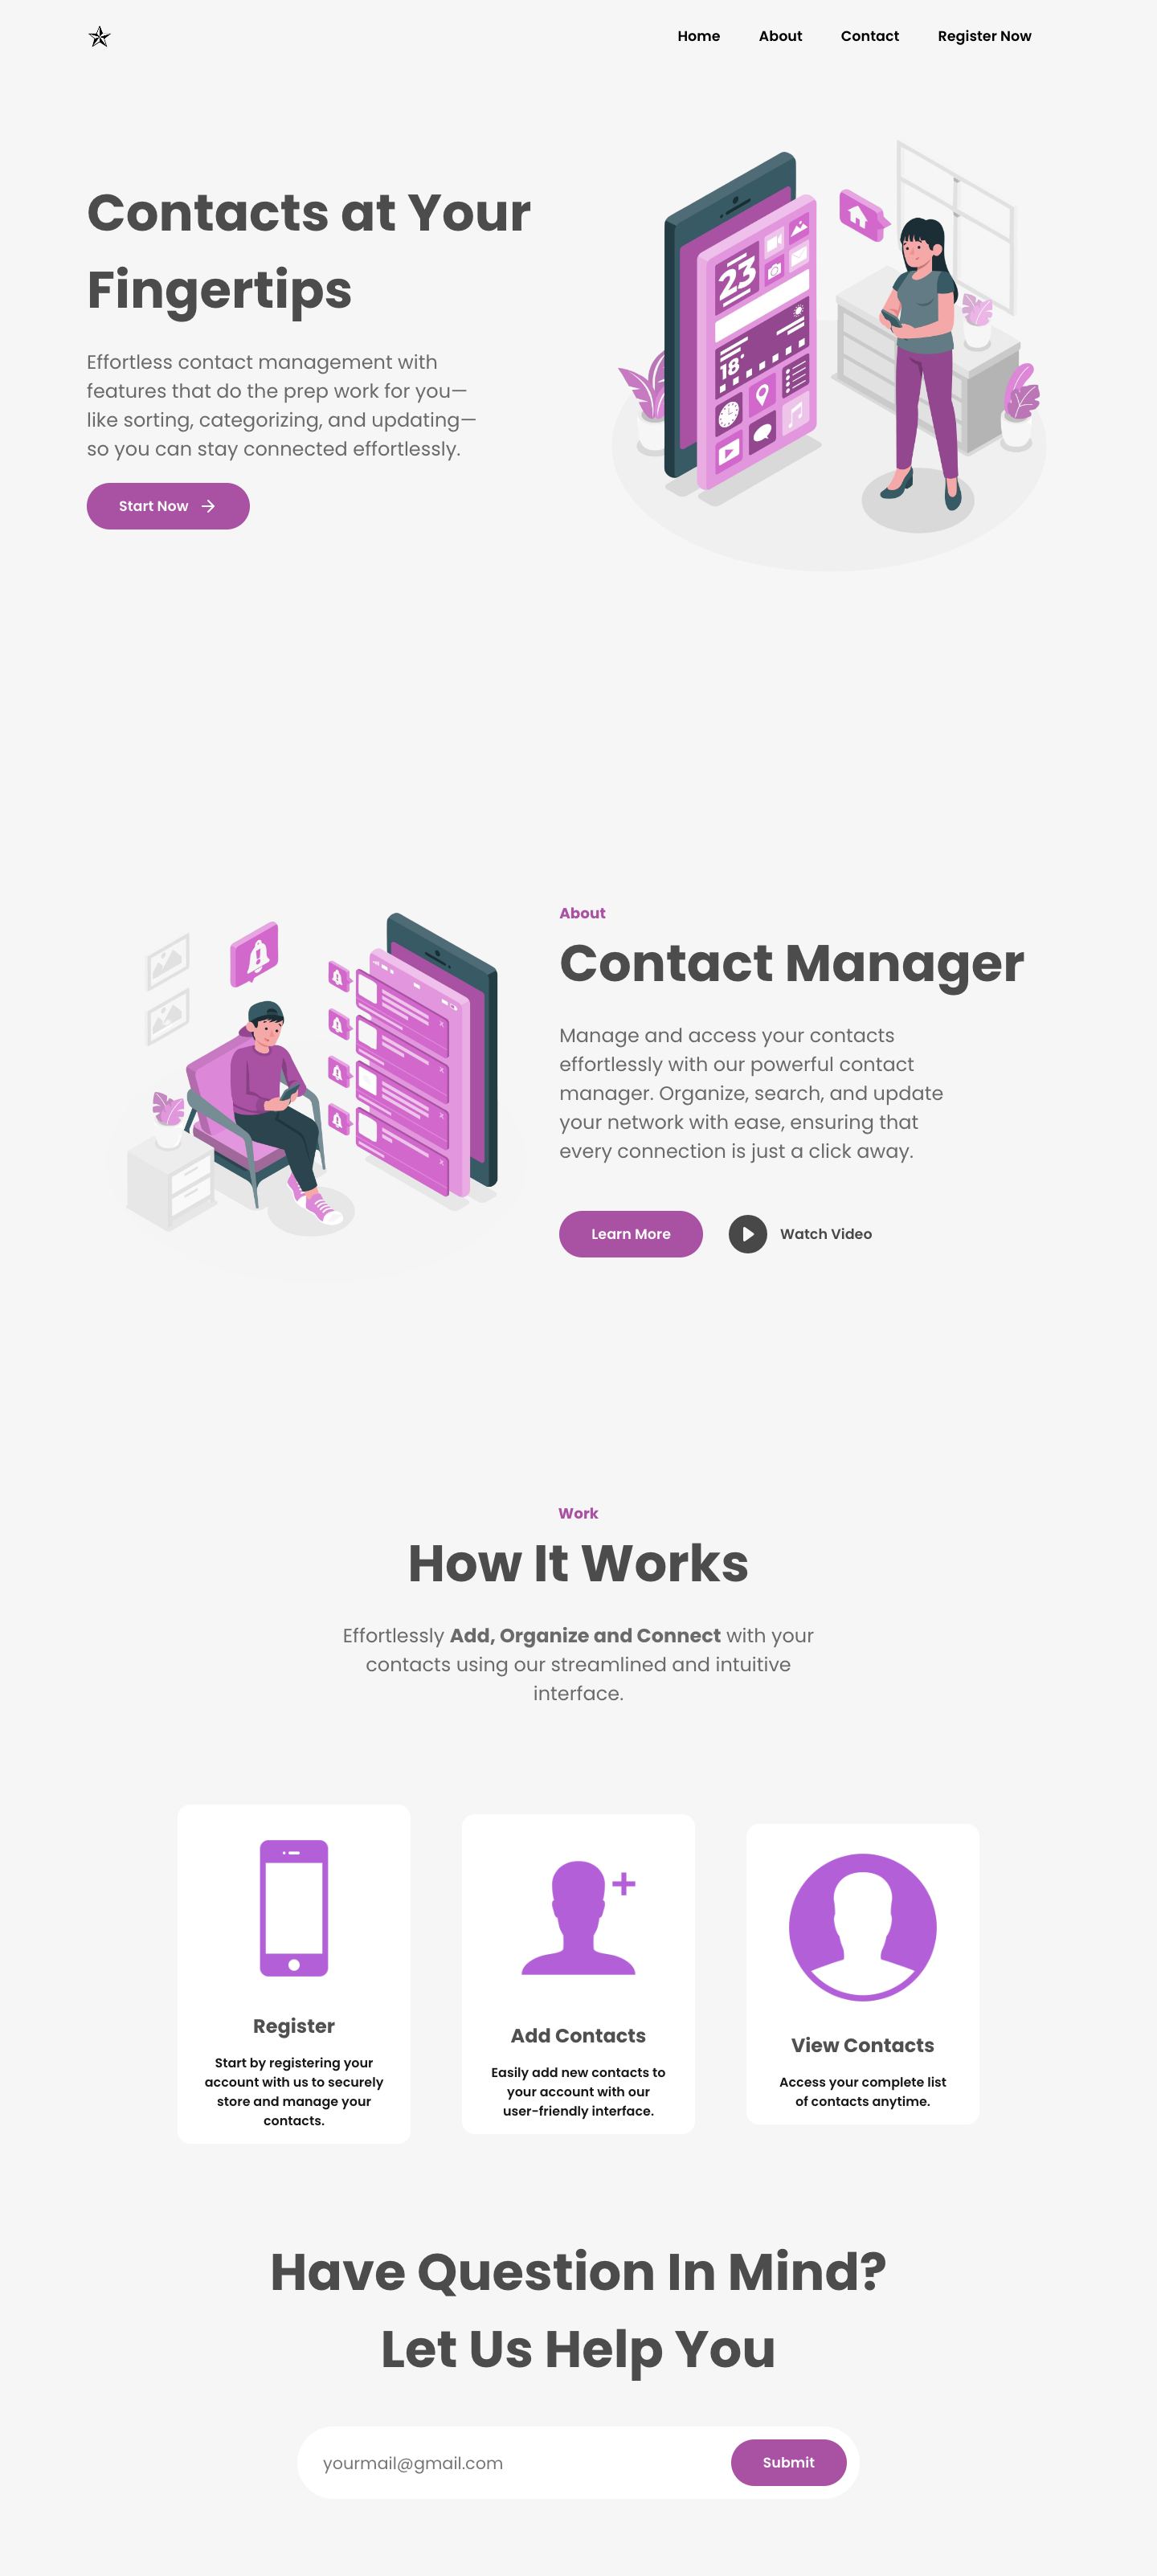 Home About Contact Register Now
Contacts at Your
Fingertips
Effortless contact management with
features that do the prep work for you—
like sorting, categorizing, and updating—
so you can stay connected effortlessly.
Start Now
23
18°
About
Contact Manager
Manage and access your contacts
effortlessly with our powerful contact
manager. Organize, search, and update
your network with ease, ensuring that
every connection is just a click away.
Learn More
Watch Video
Work
How It Works
Effortlessly Add, Organize and Connect with your
contacts using our streamlined and intuitive
interface.
Register
Start by registering your
account with us to securely
store and manage your
contacts.
Add Contacts
Easily add new contacts to
your account with our
user-friendly interface.
View Contacts
Access your complete list
of contacts anytime.
Have Question In Mind?
Let Us Help You
yourmail@gmail.com
Submit